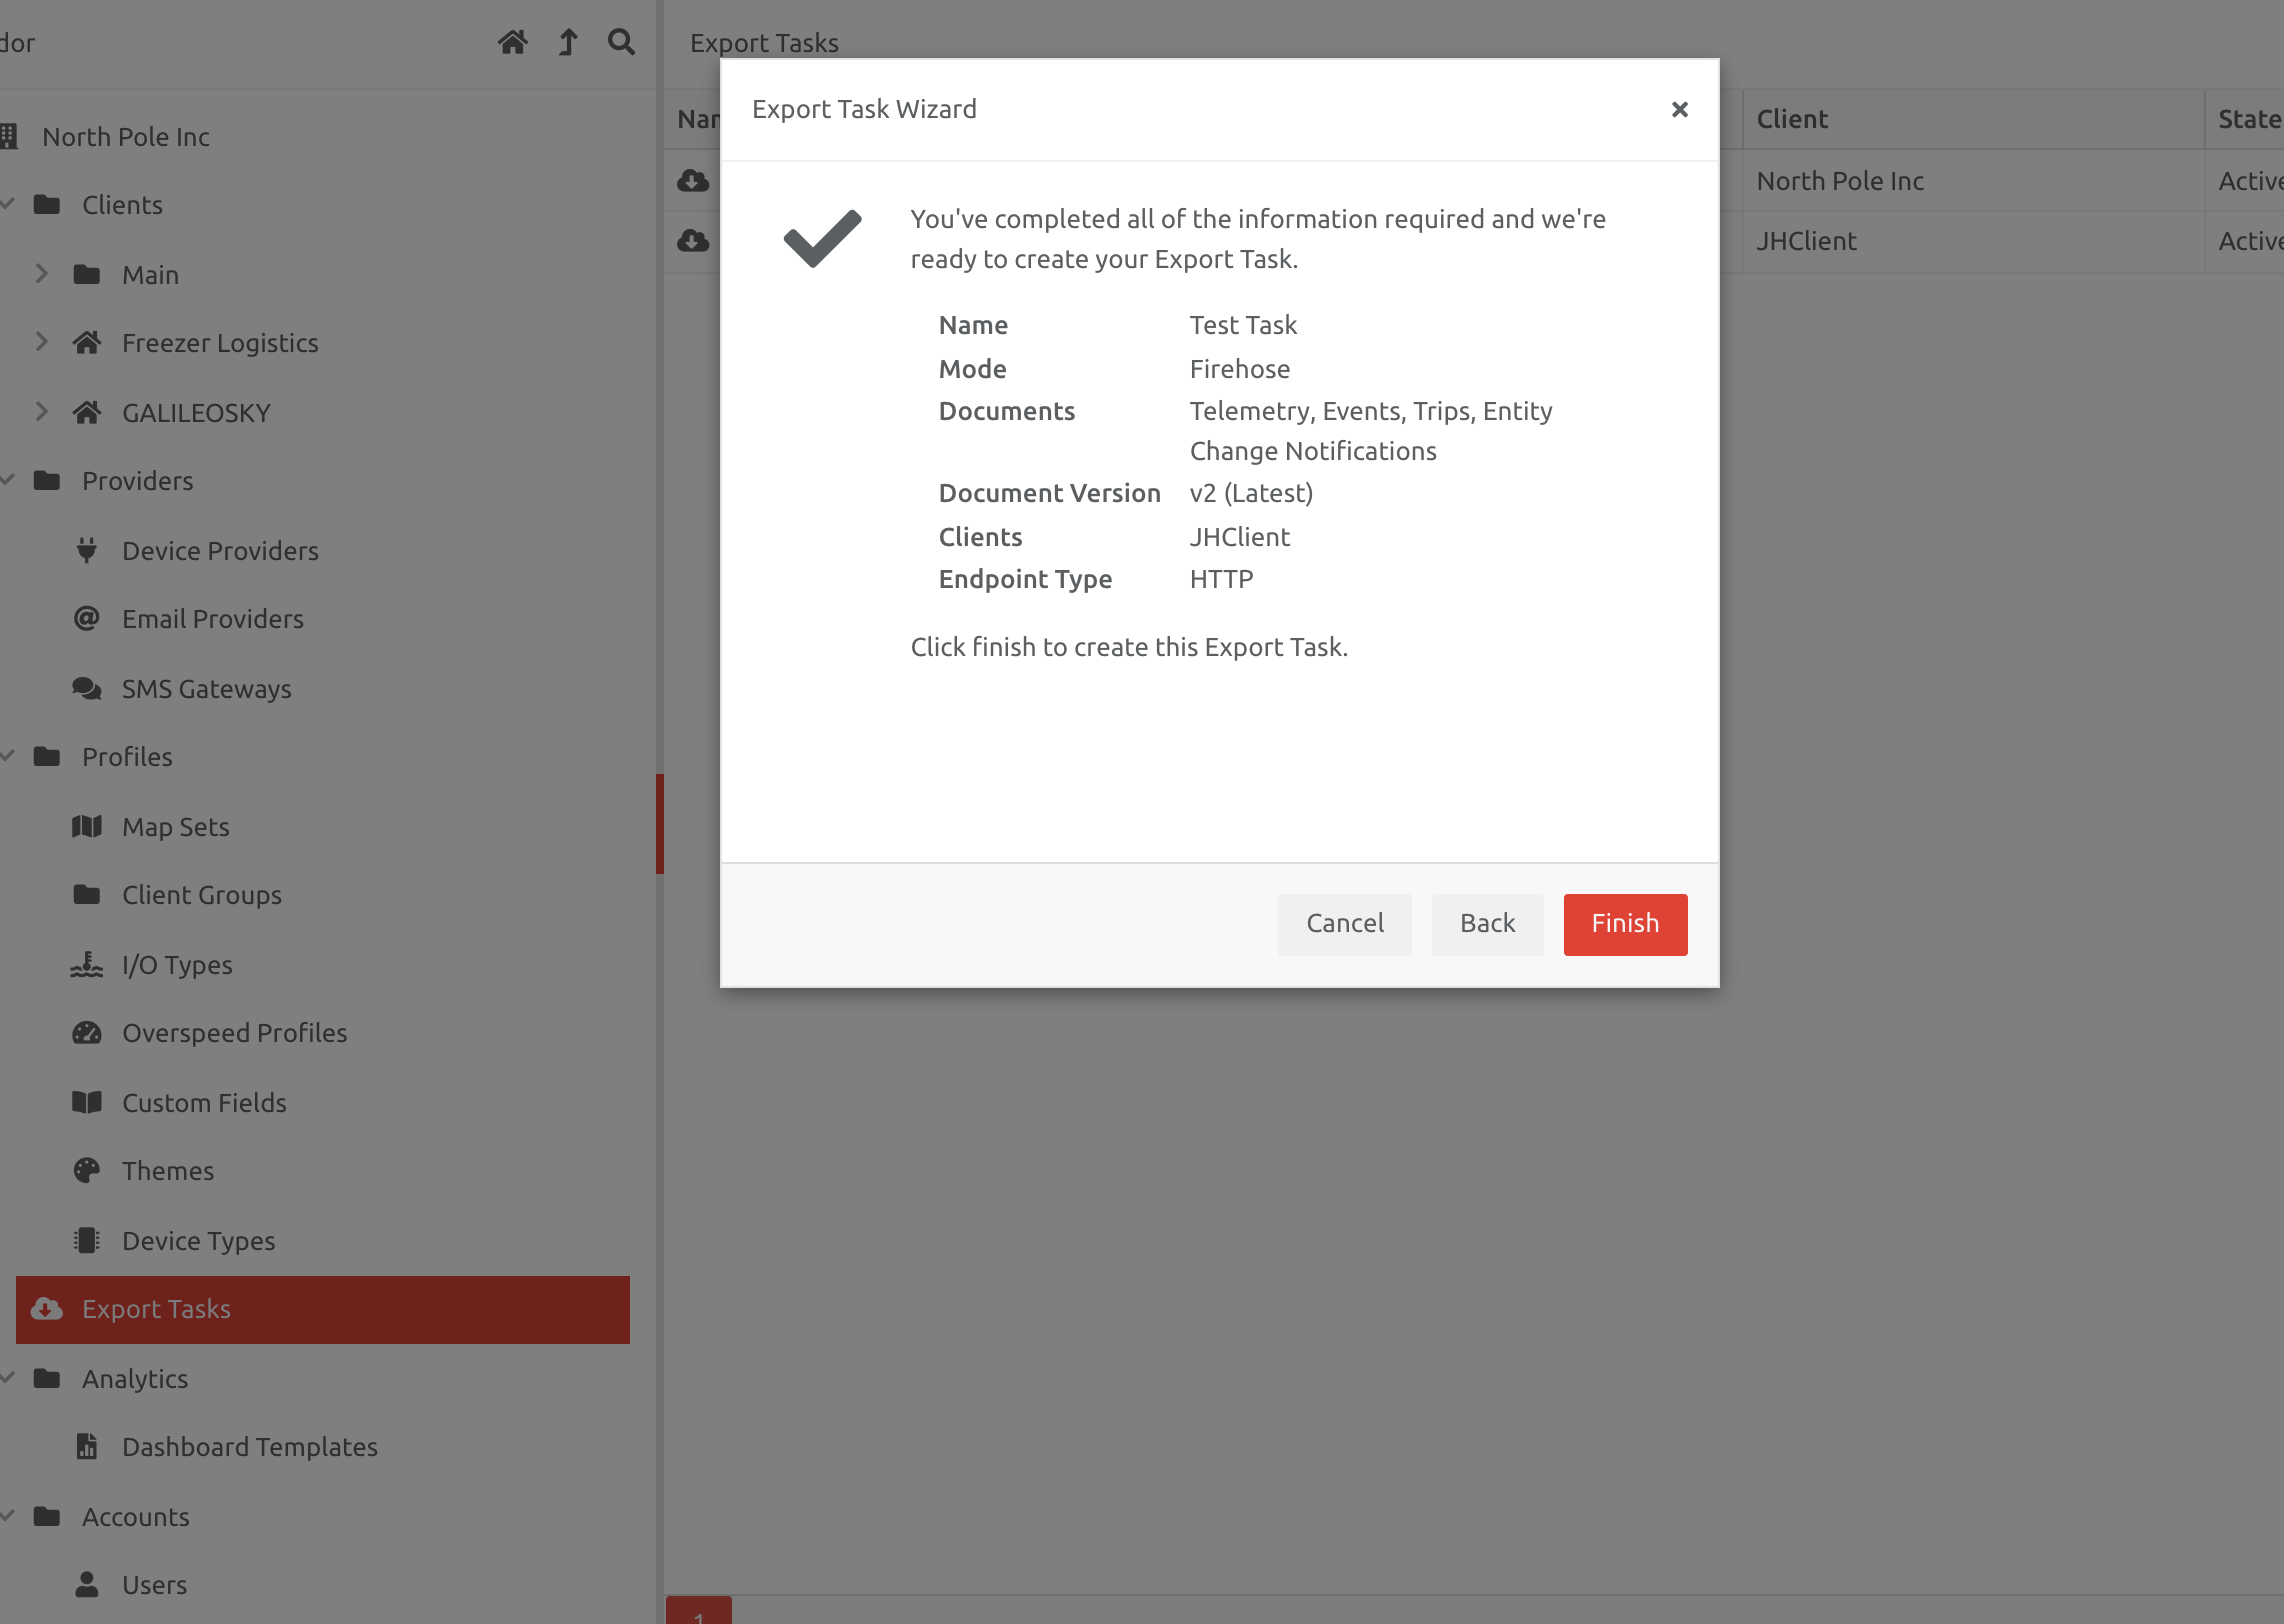 Export Tasks
North Pole Inc
Clients
Main
Freezer Logistics
GALILEOSKY
Providers
Device Providers
Email Providers
SMS Gateways
Profiles
Map Sets
Client Groups
I/O Types
Overspeed Profiles
Custom Fields
Themes
Device Types
Export Tasks
Analytics
Dashboard Templates
Accounts
Users
Client
State
North Pole Inc
Active
JHClient
Active
Export Task Wizard
You've completed all of the information required and we're
ready to create your Export Task.
Name Test Task
Mode Firehose
Documents Telemetry, Events, Trips, Entity
Change Notifications
Document Version v2 (Latest)
Clients JHClient
Endpoint Type HTTP
Click finish to create this Export Task.
Cancel Back Finish
1